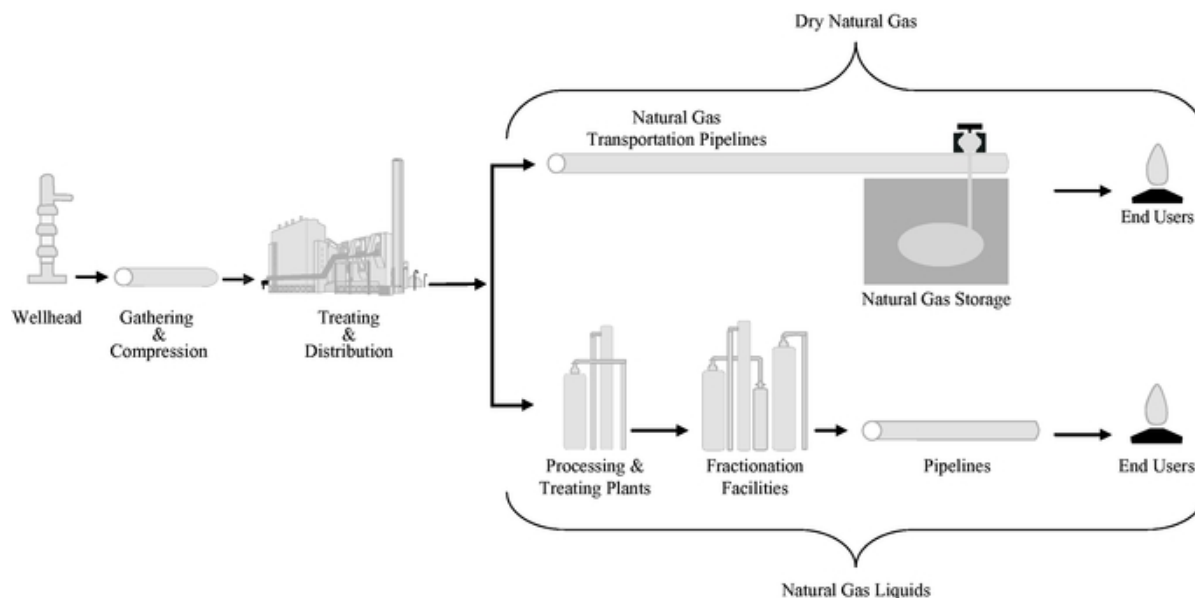 Dry Natural Gas
Natural Gas
Transportation Pipelines
End Users
Natural Gas Storage
Wellhead
Gathering
&
Compression
Treating
&
Distribution
Processing &
Treating Plants
Fractionation
Facilities
Pipelines
End Users
Natural Gas Liquids